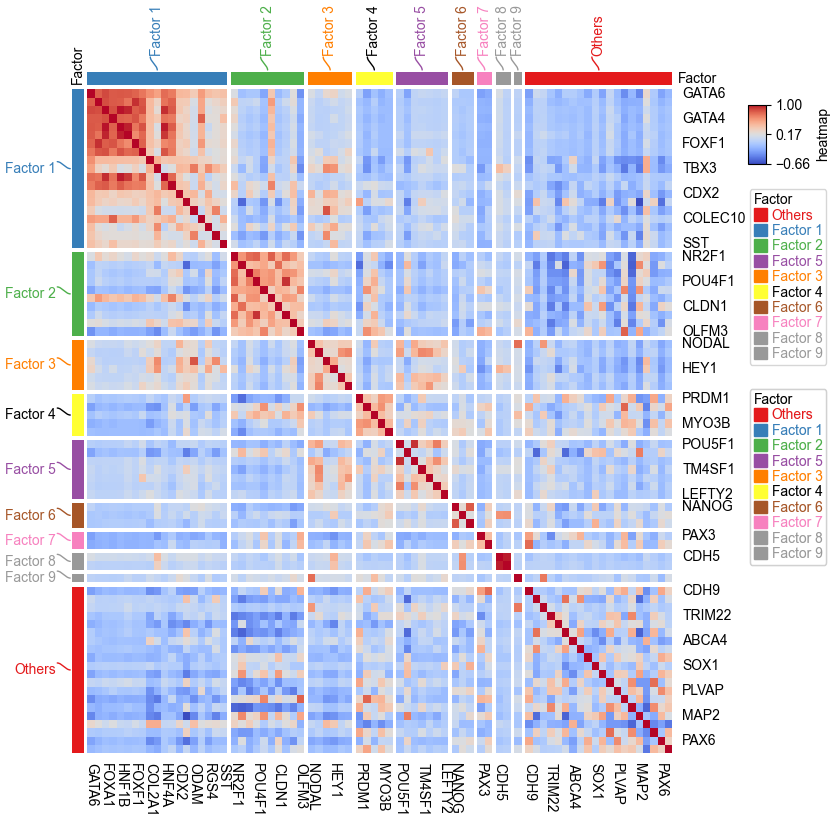 Factor 1
Factor 2
Factor 3
Factor 4
Factor 5
Factor 6
Factor 7
Factor 8
Factor 9
Others
Factor
Factor
GATA6
GATA4
FOXF1
TBX3
CDX2
COLEC10
SST
NR2F1
POU4F1
CLDN1
OLFM3
NODAL
HEY1
PRDM1
MYO3B
POU5F1
TM4SF1
LEFTY2
NANOG
PAX3
CDH5
CDH9
TRIM22
ABCA4
SOX1
PLVAP
MAP2
PAX6
Factor 1
Factor 2
Factor 3
Factor 4
Factor 5
Factor 6
Factor 7
Factor 8
Factor 9
Others
1.00
0.17
−0.66
heatmap
Factor
Others
Factor 1
Factor 2
Factor 5
Factor 3
Factor 4
Factor 6
Factor 7
Factor 8
Factor 9
Factor
Others
Factor 1
Factor 2
Factor 5
Factor 3
Factor 4
Factor 6
Factor 7
Factor 8
Factor 9
GATA6
FOXA1
HNF1B
FOXF1
COL2A1
HNF4A
CDX2
ODAM
RGS4
SST
NR2F1
POU4F1
CLDN1
OLFM3
NODAL
HEY1
PRDM1
MYO3B
POU5F1
TM4SF1
LEFTY2
NANOG
PAX3
CDH5
CDH9
TRIM22
ABCA4
SOX1
PLVAP
MAP2
PAX6